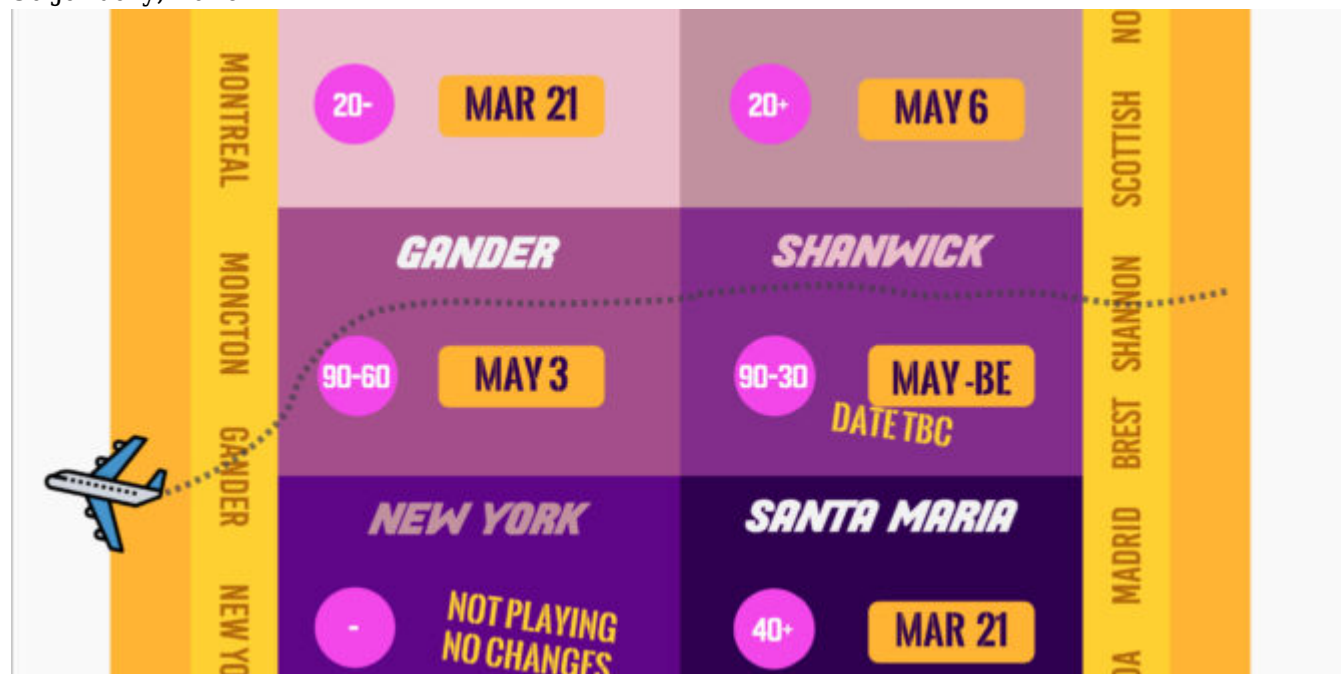 MONTREAL
MONCTON
GANDER
NEW YO
20-
MAR 21
20+
MAY 6
GANDER
90-60
MAY 3
SHANWICK
90-30
MAY-BE
DATE TBC
NEW YORK
-
NOT PLAYING
NO CHANGES
SANTA MARIA
40+
MAR 21
NO
SCOTTISH
SHANNON
BREST
MADRID
DA